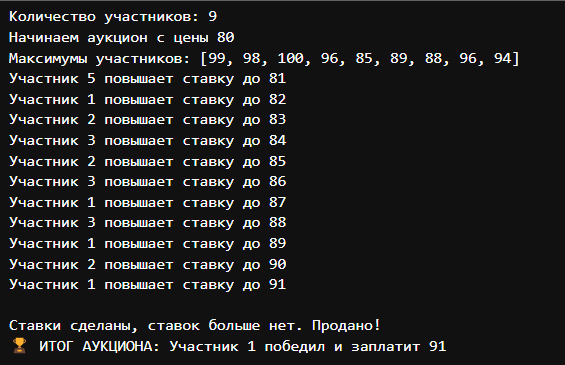 Количество участников: 9
Начинаем аукцион с цены 80
Максимумы участников: [99, 98, 100, 96, 85, 89, 88, 96, 94]
Участник 5 повышает ставку до 81
Участник 1 повышает ставку до 82
Участник 2 повышает ставку до 83
Участник 3 повышает ставку до 84
Участник 2 повышает ставку до 85
Участник 3 повышает ставку до 86
Участник 1 повышает ставку до 87
Участник 3 повышает ставку до 88
Участник 1 повышает ставку до 89
Участник 2 повышает ставку до 90
Участник 1 повышает ставку до 91
Ставки сделаны, ставок больше нет. Продано!
🏆 ИТОГ АУКЦИОНА: Участник 1 победил и заплатит 91